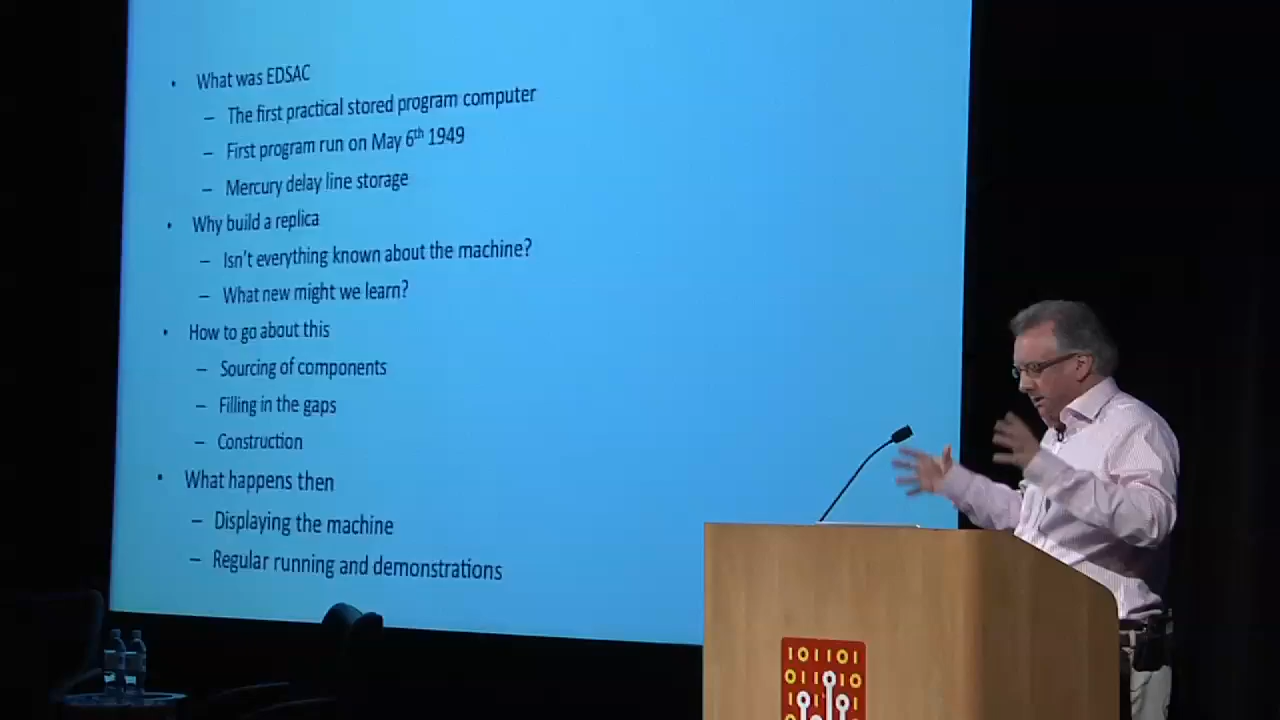 • What was EDSAC
– The first practical stored program computer
– First program run on May 6th 1949
– Mercury delay line storage
• Why build a replica
– Isn't everything known about the machine?
– What new might we learn?
• How to go about this
– Sourcing of components
– Filling in the gaps
– Construction
• What happens then
– Displaying the machine
– Regular running and demonstrations
101101